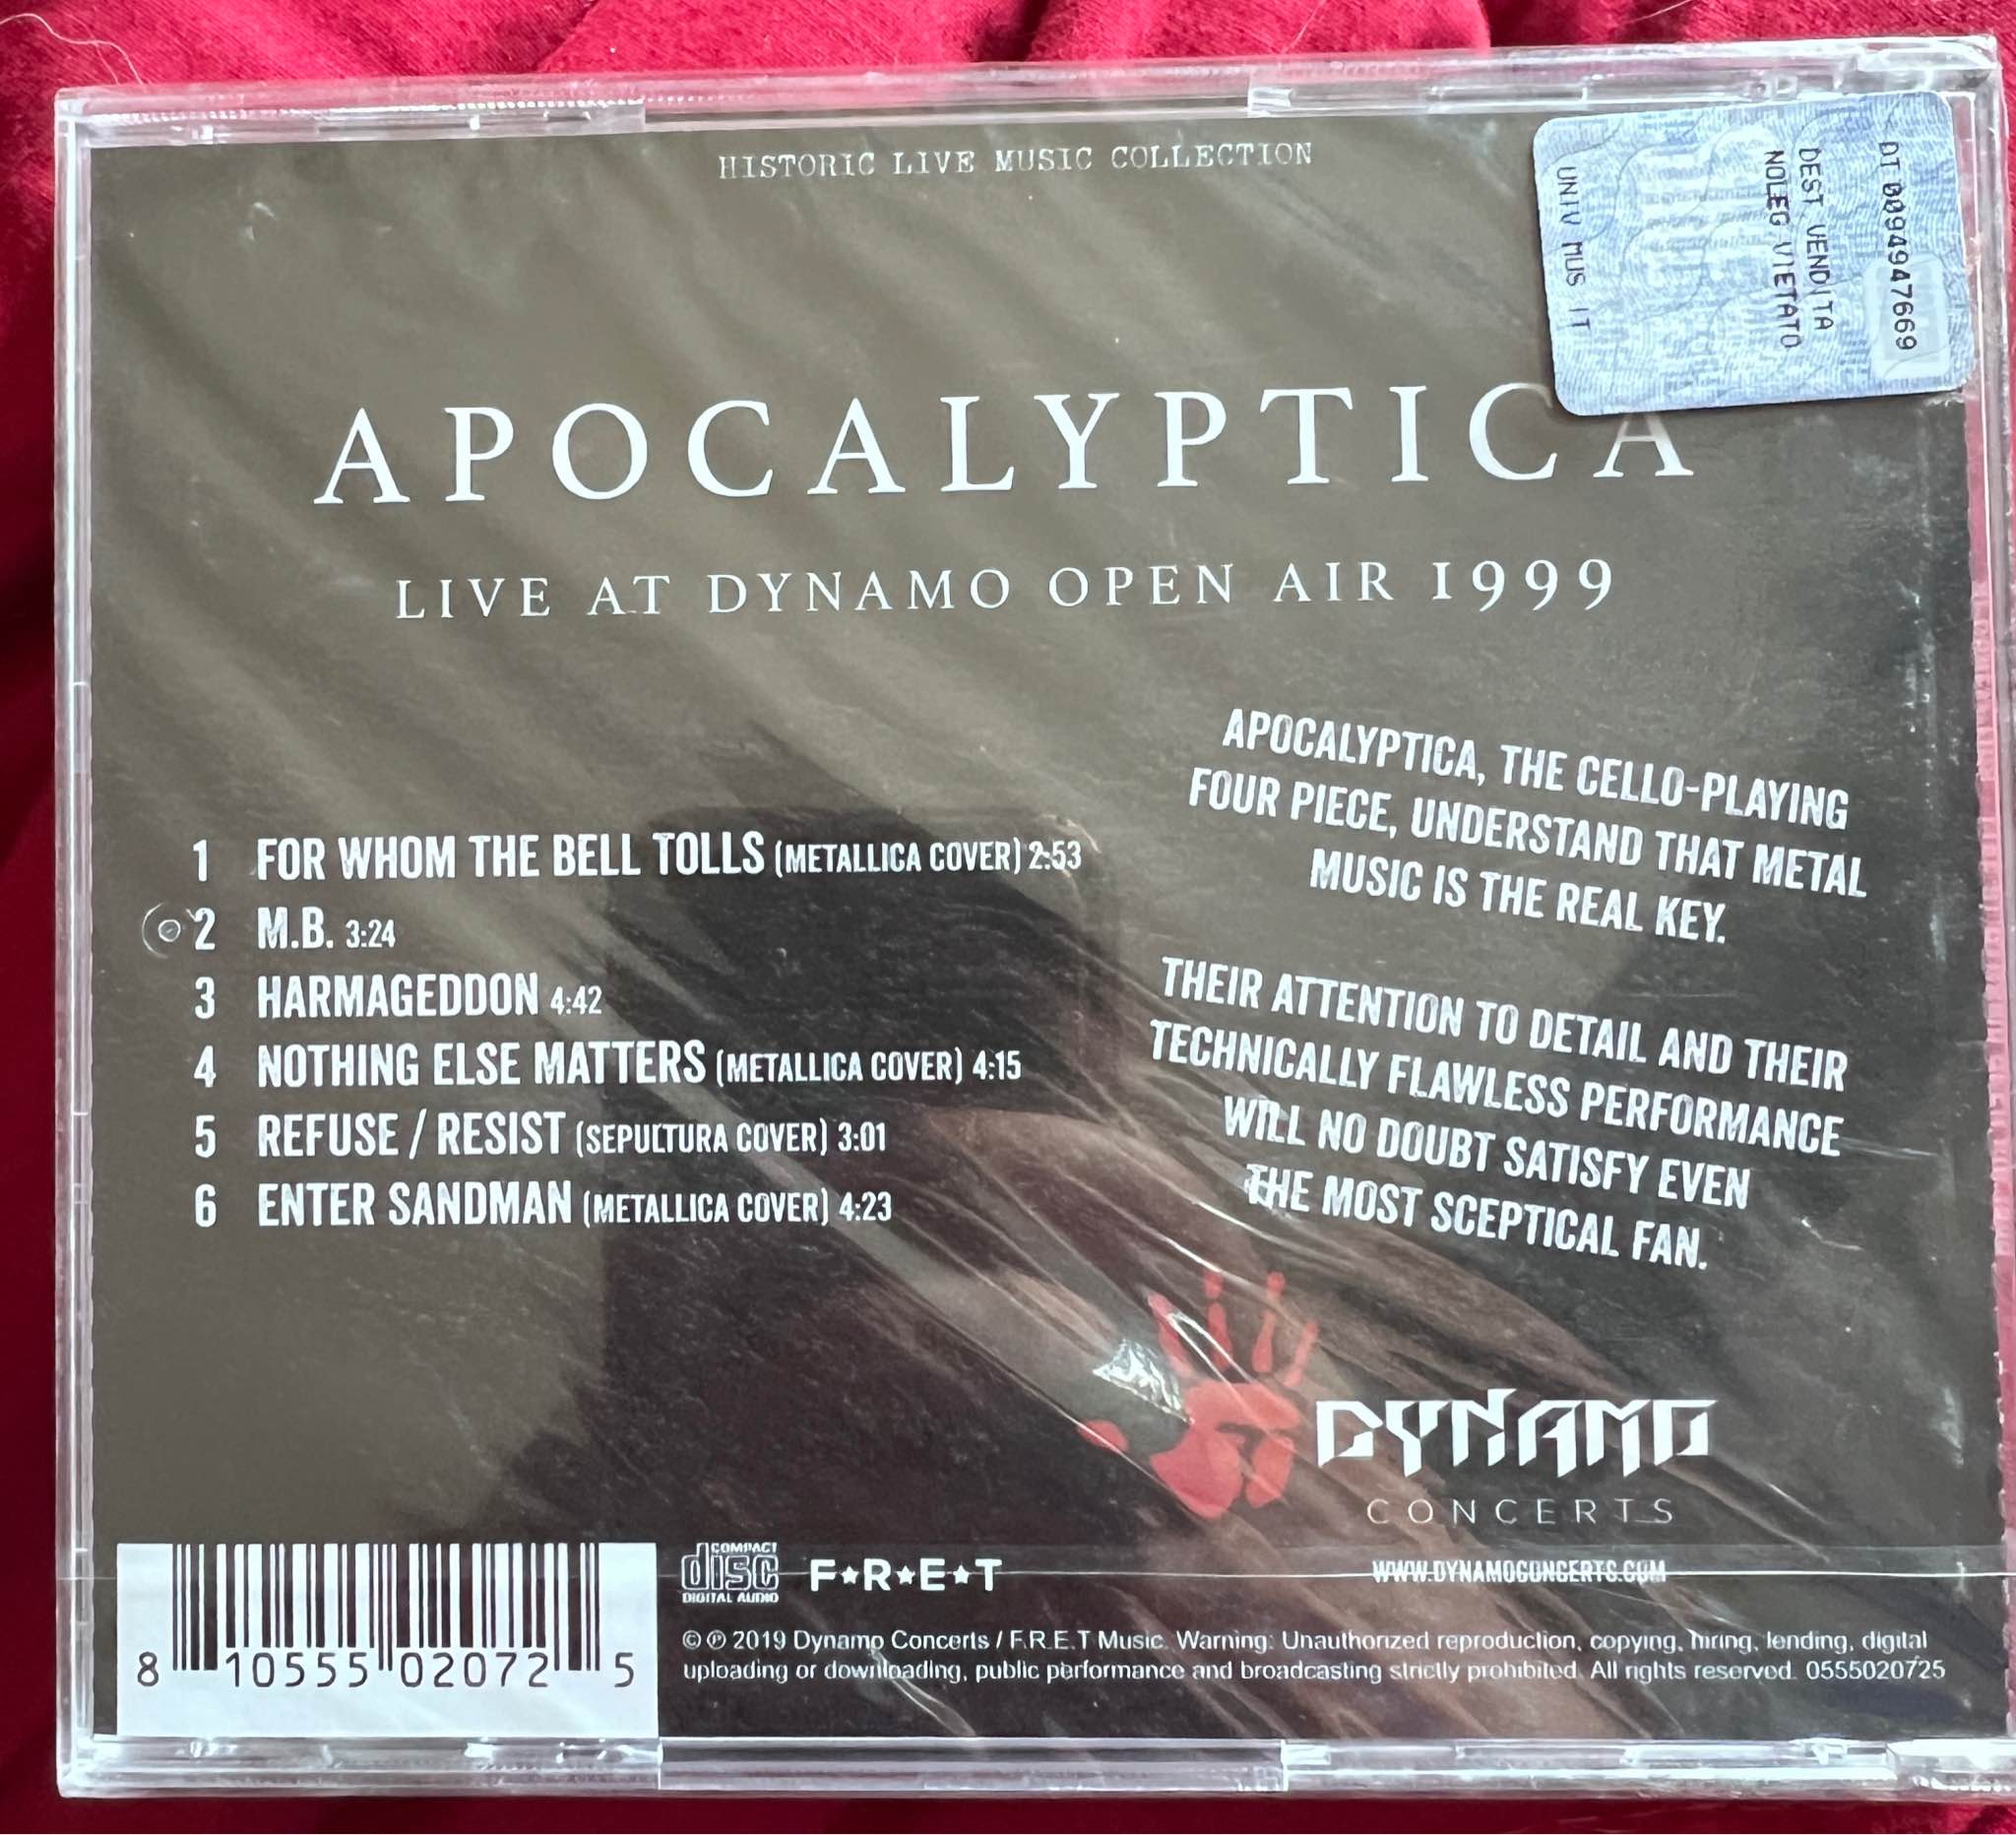 HISTORIC LIVE MUSIC COLLECTION
DT 0094947669
DEST VENDITA
NOLEG VIETATO
UNIV MUS IT
APOCALYPTICA
LIVE AT DYNAMO OPEN AIR 1999
1 FOR WHOM THE BELL TOLLS (METALLICA COVER) 2:53
2 M.B. 3:24
3 HARMAGEDDON 4:42
4 NOTHING ELSE MATTERS (METALLICA COVER) 4:15
5 REFUSE / RESIST (SEPULTURA COVER) 3:01
6 ENTER SANDMAN (METALLICA COVER) 4:23
APOCALYPTICA, THE CELLO-PLAYING
FOUR PIECE, UNDERSTAND THAT METAL
MUSIC IS THE REAL KEY.
THEIR ATTENTION TO DETAIL AND THEIR
TECHNICALLY FLAWLESS PERFORMANCE
WILL NO DOUBT SATISFY EVEN
THE MOST SCEPTICAL FAN.
DYNAMO
CONCERTS
WWW.DYNAMOCONCERTS.COM
8 10555 02072 5
COMPACT
disc
DIGITAL AUDIO
F★R★E★T
© ℗ 2019 Dynamo Concerts / F.R.E.T Music. Warning: Unauthorized reproduction, copying, hiring, lending, digital
uploading or downloading, public performance and broadcasting strictly prohibited. All rights reserved. 0555020725